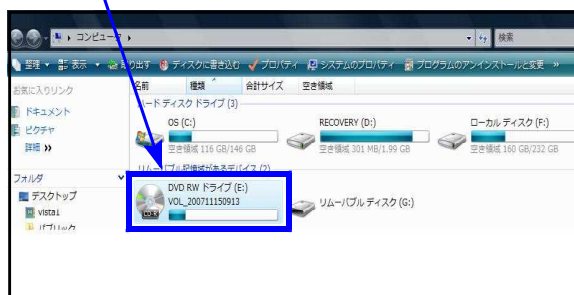 コンピュータ
検索
整理 表示 取り出す ディスクに書き込む プロパティ システムのプロパティ プログラムのアンインストールと変更 »
お気に入りリンク
ドキュメント
ピクチャ
詳細 »
フォルダ
デスクトップ
vista1
パブリック
名前 種類 合計サイズ 空き領域
ハードディスク ドライブ (3)
OS (C:)
空き領域 116 GB/146 GB
RECOVERY (D:)
空き領域 301 MB/1.99 GB
ローカル ディスク (F:)
空き領域 160 GB/232 GB
リムーバブル記憶域があるデバイス (2)
DVD RW ドライブ (E:)
VOL_200711150913
CD-R
リムーバブル ディスク (G:)